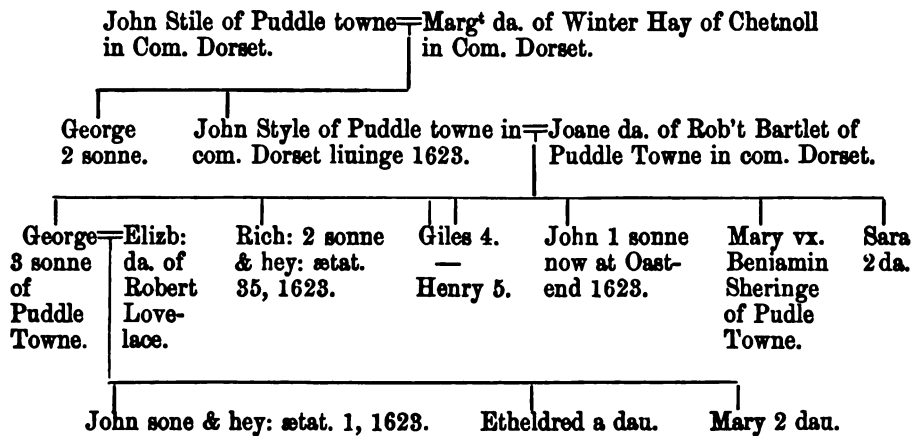 John Stile of Puddle towne
in Com. Dorset.
Margt da. of Winter Hay of Chetnoll
in Com. Dorset.
George
2 sonne.
John Style of Puddle towne in
com. Dorset liuinge 1623.
Joane da. of Rob't Bartlet of
Puddle Towne in com. Dorset.
George
3 sonne
of
Puddle
Towne.
Elizb:
da. of
Robert
Love-
lace.
Rich: 2 sonne
& hey: ætat.
35, 1623.
Giles 4.
—
Henry 5.
John 1 sonne
now at Oast-
end 1623.
Mary vx.
Beniamin
Sheringe
of Pudle
Towne.
Sara
2 da.
John sone & hey: ætat. 1, 1623.
Etheldred a dau.
Mary 2 dau.